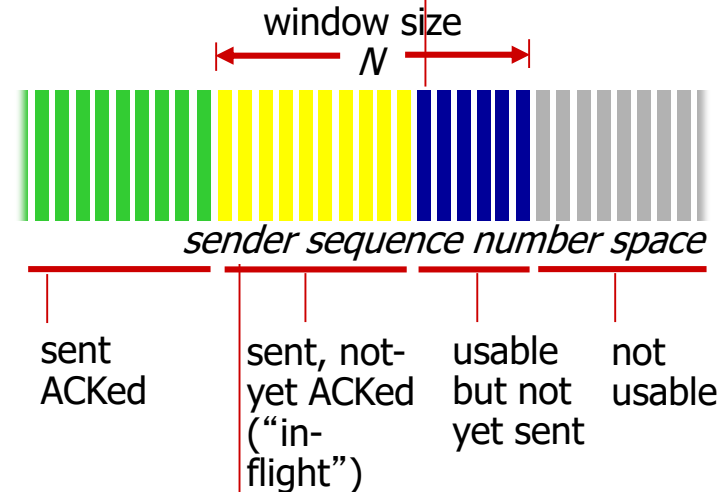 window size
N
sender sequence number space
sent
ACKed
sent, not-
yet ACKed
(“in-
flight”)
usable
but not
yet sent
not
usable